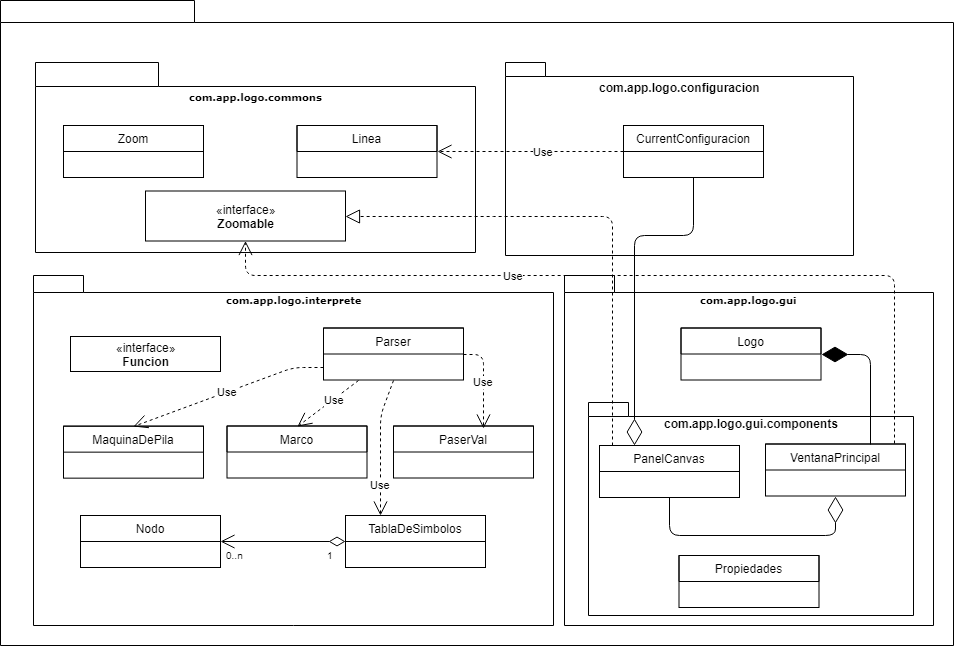 com.app.logo.commons
Zoom
Linea
«interface»
Zoomable
com.app.logo.configuracion
CurrentConfiguracion
Use
Use
com.app.logo.interprete
«interface»
Funcion
Parser
Use
Use
Use
Use
MaquinaDePila
Marco
PaserVal
Nodo
TablaDeSimbolos
0..n
1
com.app.logo.gui
Logo
com.app.logo.gui.components
PanelCanvas
VentanaPrincipal
Propiedades